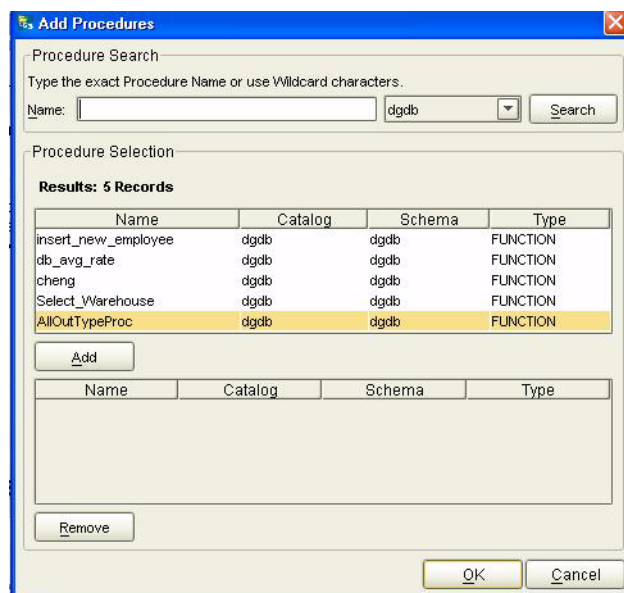 Add Procedures
Procedure Search
Type the exact Procedure Name or use Wildcard characters.
Name: dgdb Search
Procedure Selection
Results: 5 Records
Name Catalog Schema Type
insert_new_employee dgdb dgdb FUNCTION
db_avg_rate dgdb dgdb FUNCTION
cheng dgdb dgdb FUNCTION
Select_Warehouse dgdb dgdb FUNCTION
AllOutTypeProc dgdb dgdb FUNCTION
Add
Name Catalog Schema Type
Remove
OK Cancel